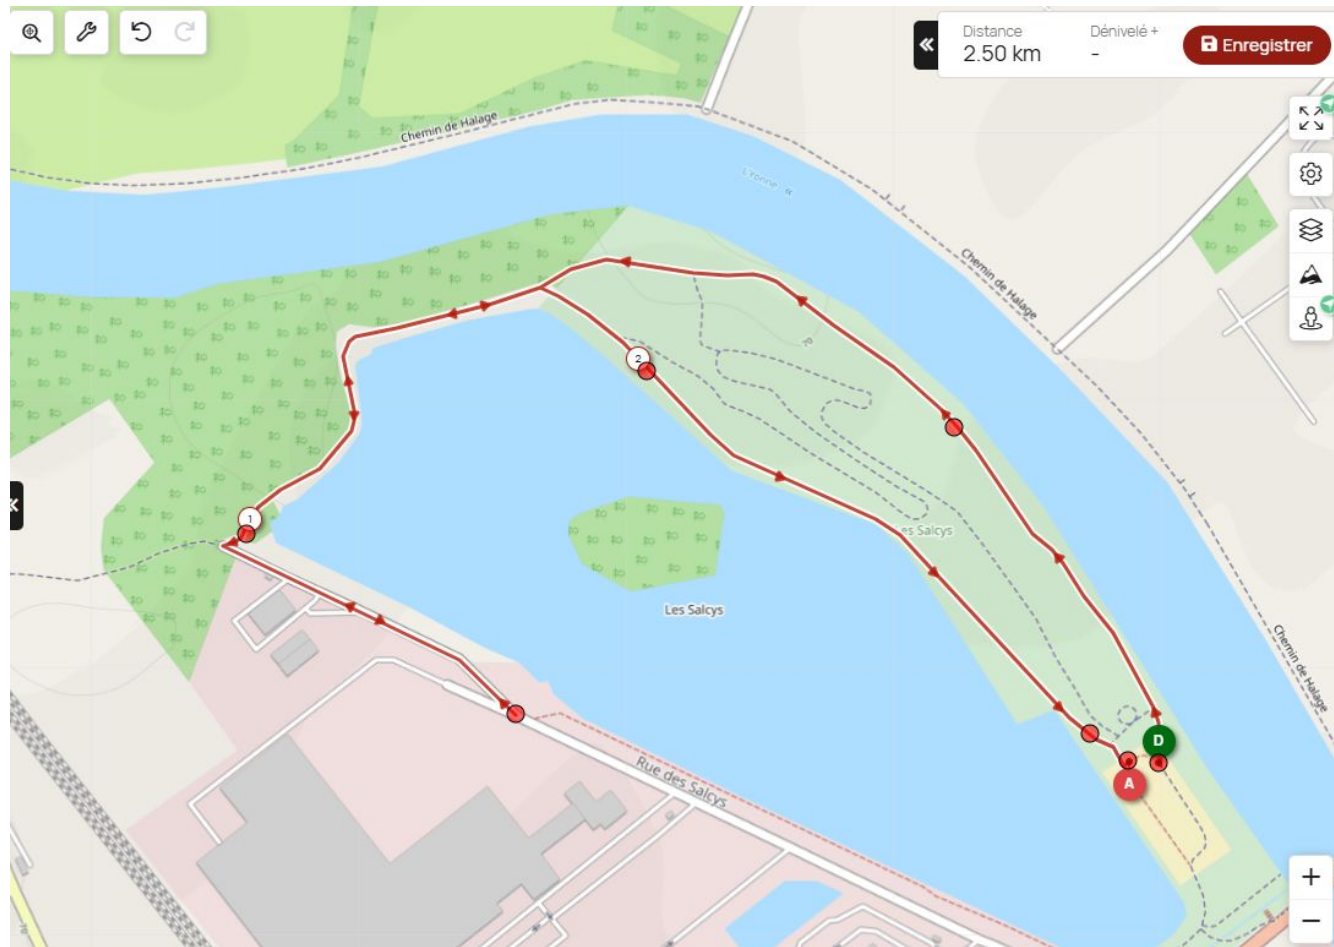 Distance
2.50 km
Dénivelé +
-
Enregistrer
Chemin de Halage
L'Yonne
Chemin de Halage
2
1
Les Salcys
Les Salcys
Chemin de Halage
D
A
Rue des Salcys